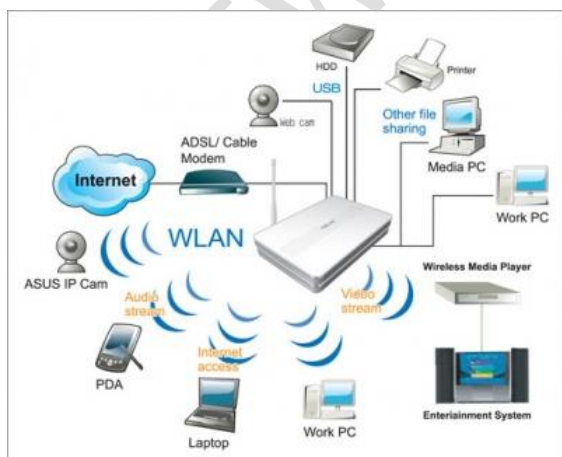 HDD
Printer
USB
Web cam
Other file
sharing
ADSL/ Cable
Modem
Media PC
Internet
Work PC
WLAN
ASUS IP Cam
Wireless Media Player
Audio
stream
Video
stream
Internet
access
PDA
Laptop
Work PC
Enteriainment System